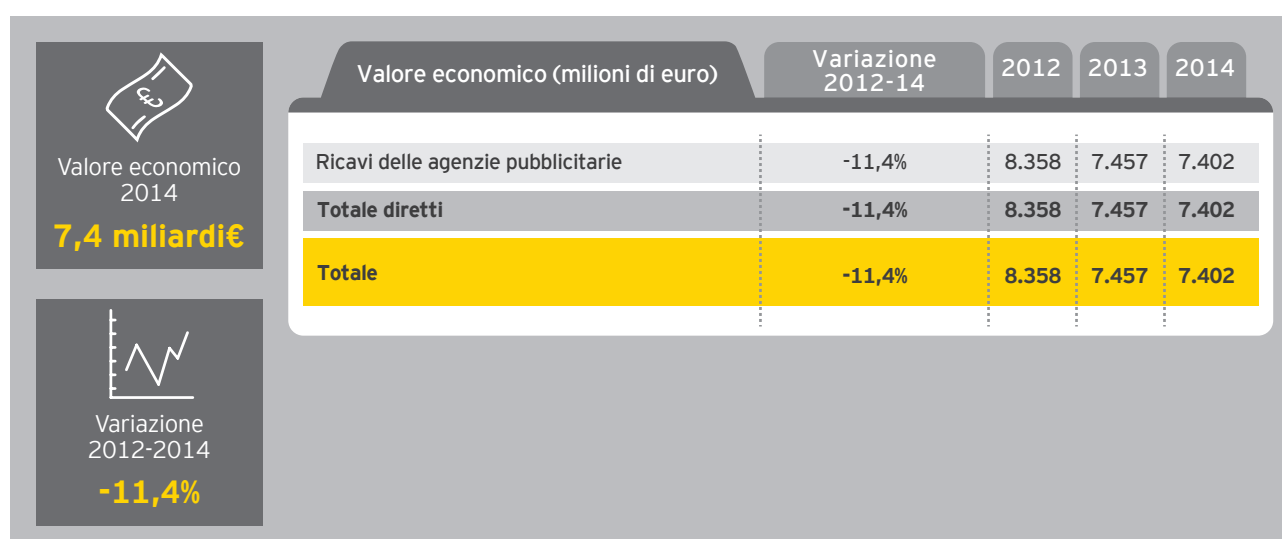 Valore economico
2014
7,4 miliardi€
Variazione
2012-2014
-11,4%
Valore economico (milioni di euro) Variazione 2012-14 2012 2013 2014
Ricavi delle agenzie pubblicitarie -11,4% 8.358 7.457 7.402
Totale diretti -11,4% 8.358 7.457 7.402
Totale -11,4% 8.358 7.457 7.402